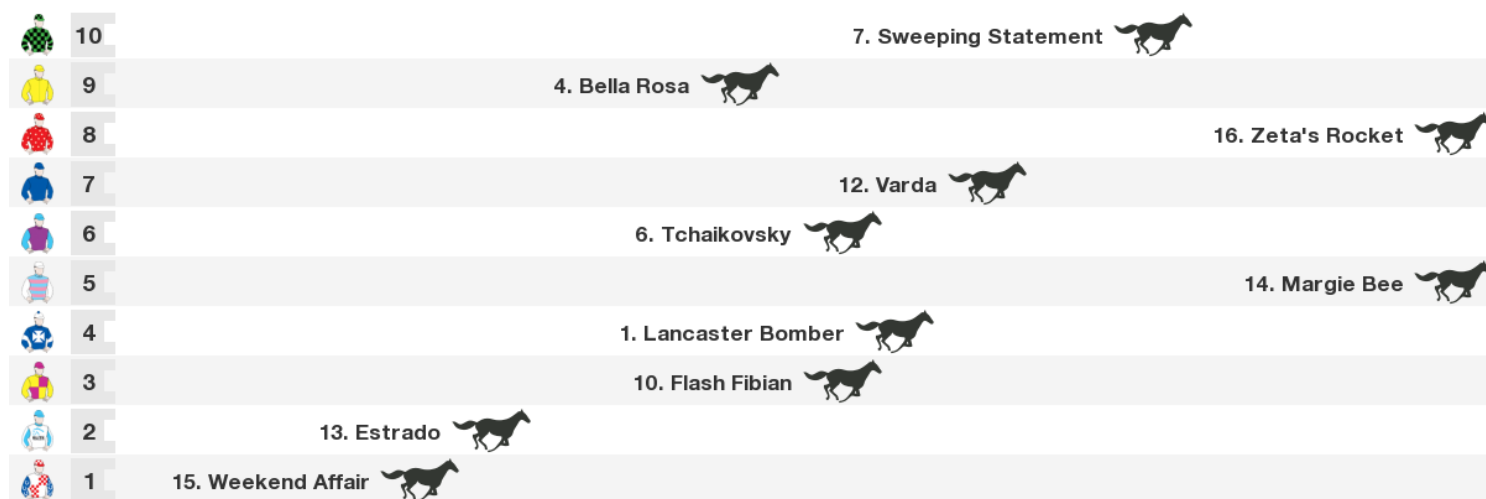 10 7. Sweeping Statement
9 4. Bella Rosa
8 16. Zeta's Rocket
7 12. Varda
6 6. Tchaikovsky
5 14. Margie Bee
4 1. Lancaster Bomber
3 10. Flash Fibian
2 13. Estrado
1 15. Weekend Affair